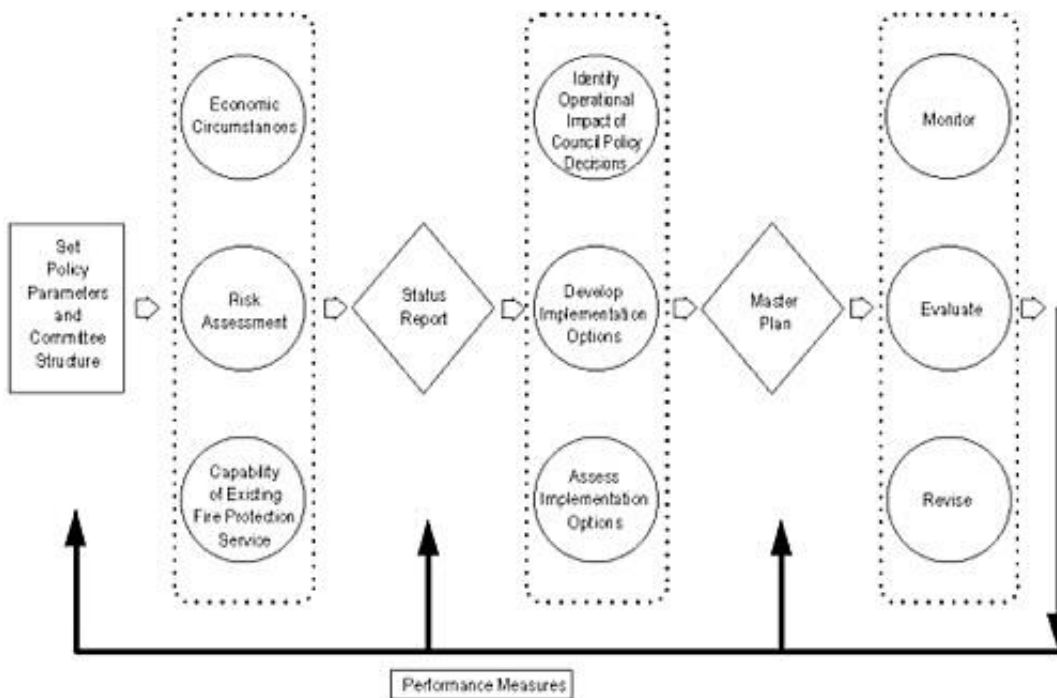 Set
Policy
Parameters
and
Committee
Structure
Economic
Circumstances
Risk
Assessment
Capability
of Existing
Fire Protection
Service
Status
Report
Identify
Operational
Impact of
Council Policy
Decisions
Develop
Implementation
Options
Assess
Implementation
Options
Master
Plan
Monitor
Evaluate
Revise
Performance Measures